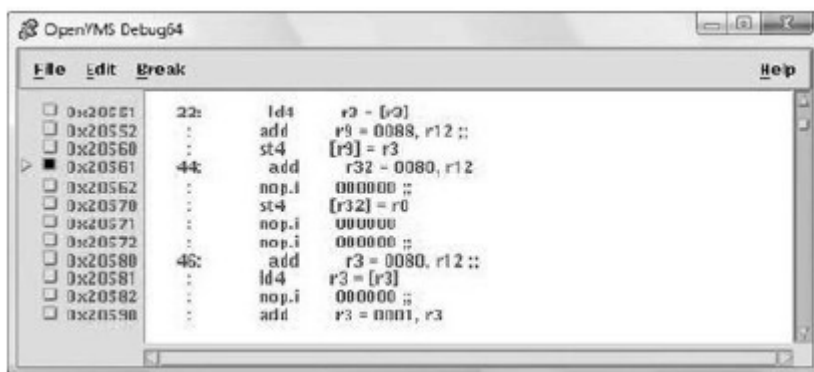 OpenVMS Debug64
File Edit Break Help
0x20551 22: ld4 r3 = [r9]
0x20552 : add r9 = 0088, r12 ;;
0x20560 : st4 [r9] = r3
0x20561 44: add r32 = 0080, r12
0x20562 : nop.i 000000 ;;
0x20570 : st4 [r32] = r0
0x20571 : nop.i 000000
0x20572 : nop.i 000000 ;;
0x20580 46: add r3 = 0080, r12 ;;
0x20581 : ld4 r3 = [r3]
0x20582 : nop.i 000000 ;;
0x20590 : add r3 = 0001, r3